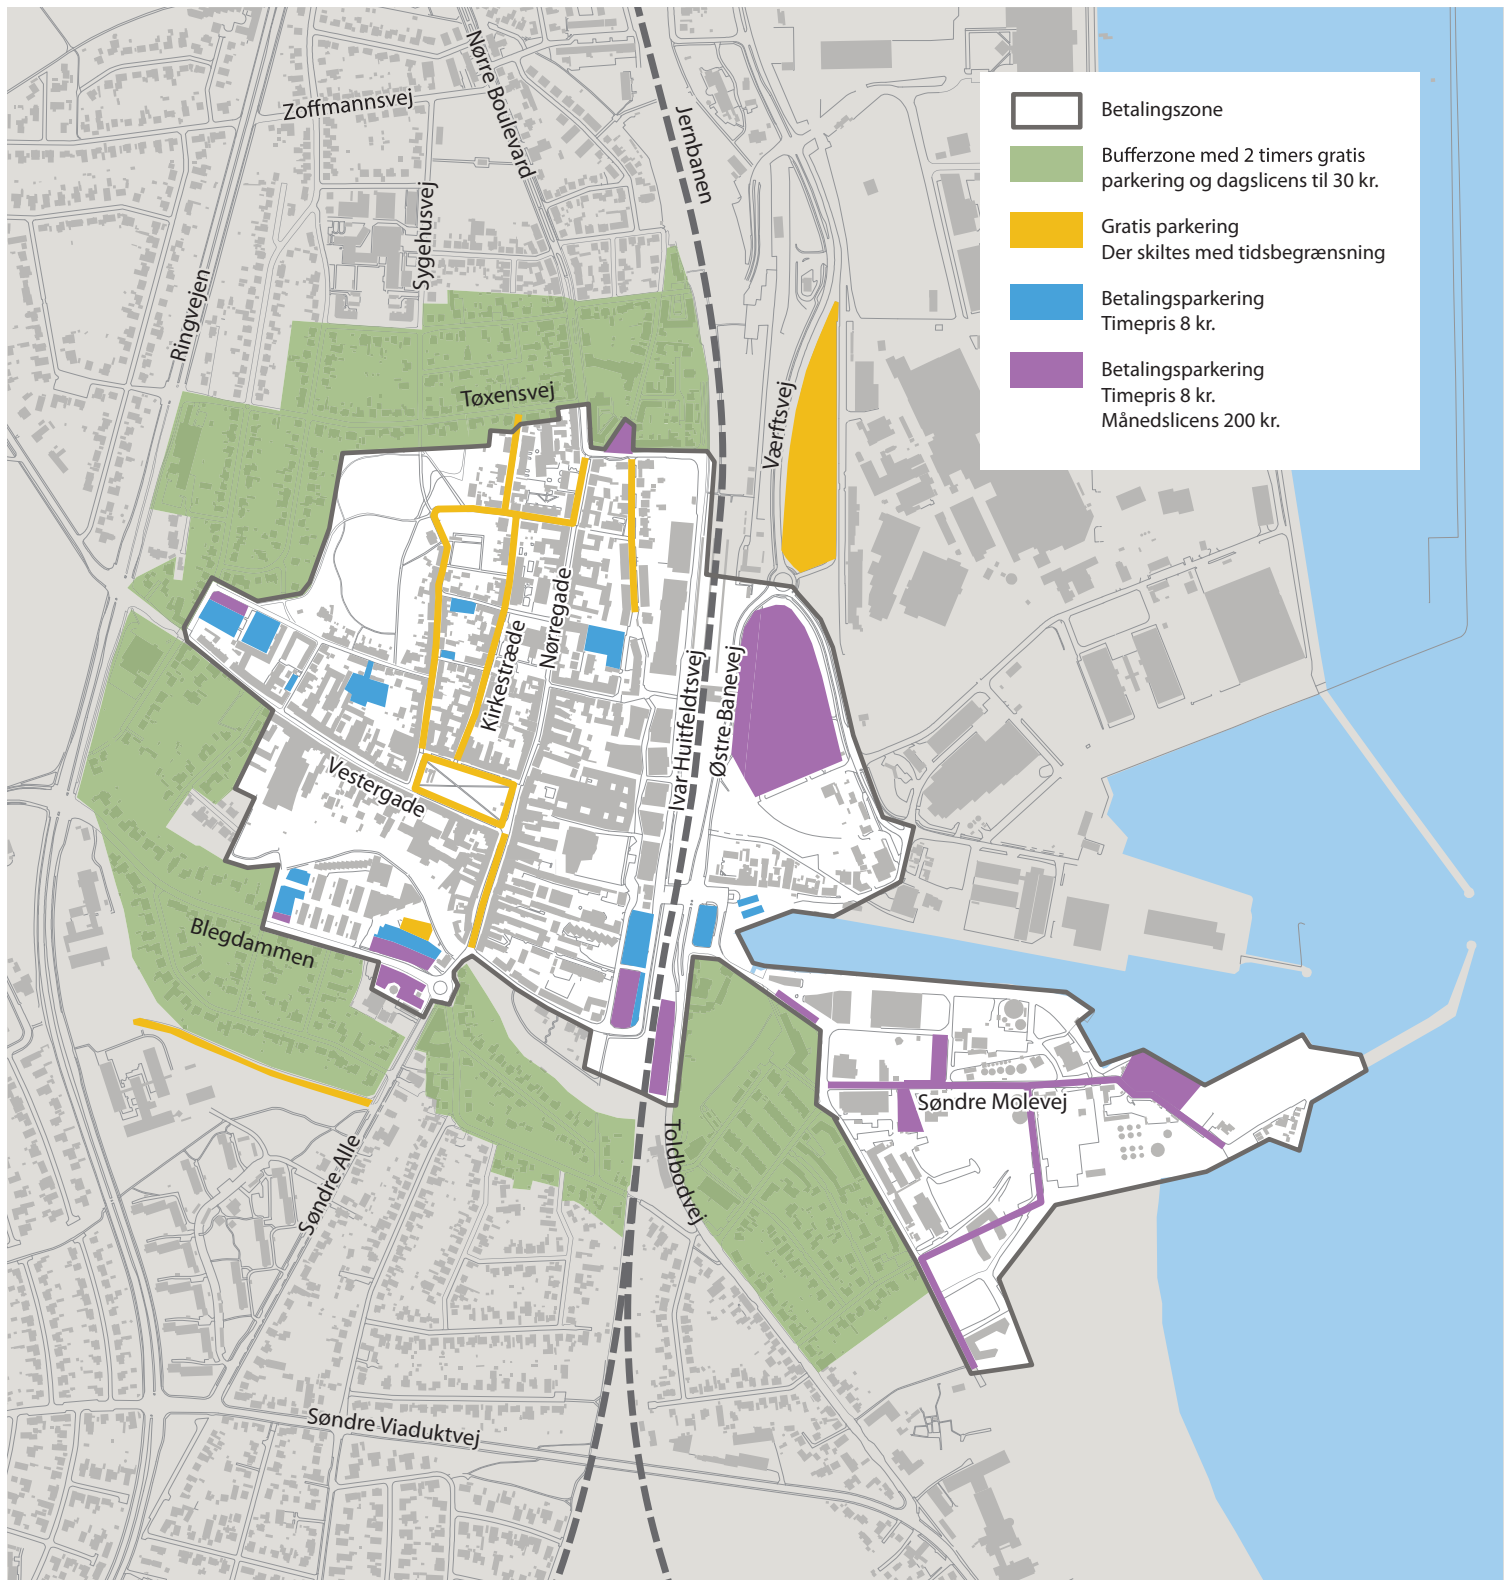 Betalingszone
Bufferzone med 2 timers gratis
parkering og dagslicens til 30 kr.
Gratis parkering
Der skiltes med tidsbegrænsning
Betalingsparkering
Timepris 8 kr.
Betalingsparkering
Timepris 8 kr.
Månedslicens 200 kr.
Nørre Boulevard
Zoffmannsvej
Jernbanen
Sygehusvej
Ringvejen
Tøxensvej
Værftsvej
Nørregade
Kirkestræde
Ivar Huitfeldtsvej
Østre Banevej
Vestergade
Blegdammen
Søndre Molevej
Toldbodvej
Søndre Alle
Søndre Viaduktvej